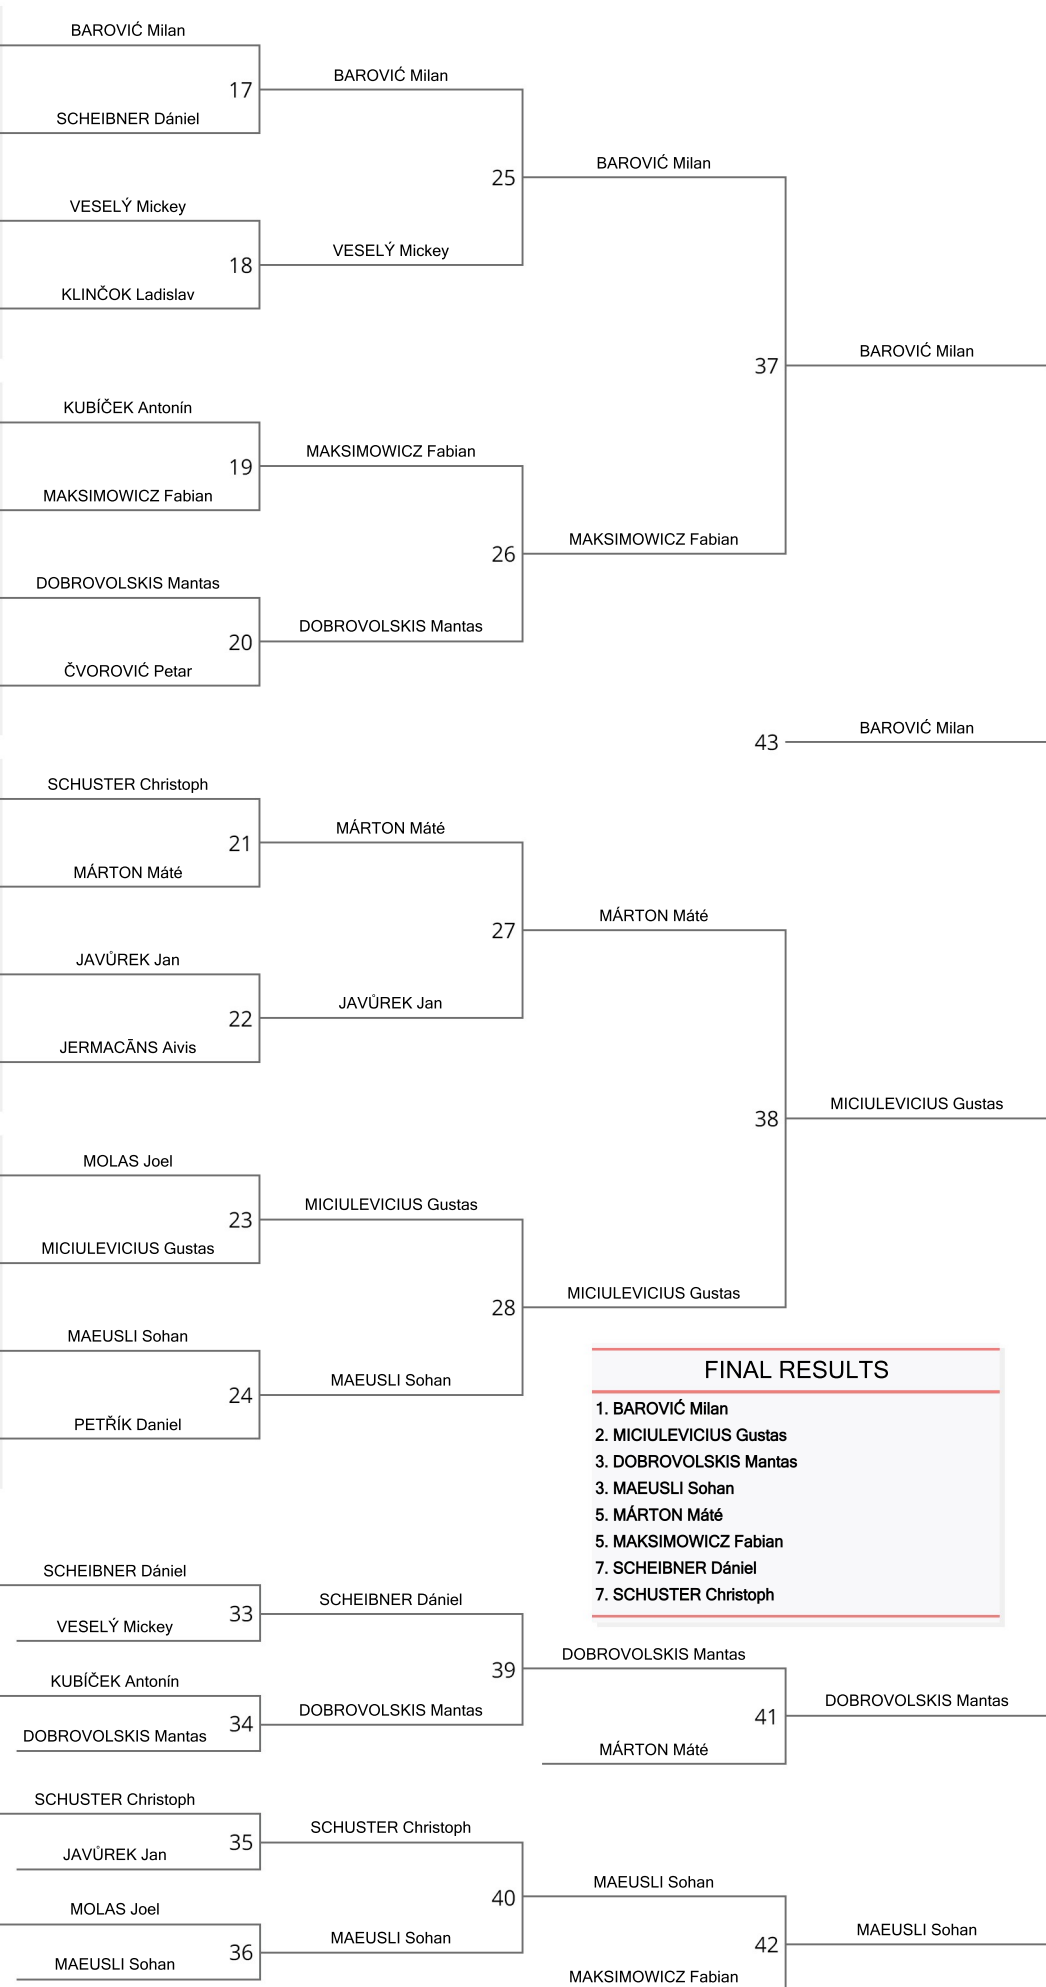 BAROVIĆ Milan
17
SCHEIBNER Dániel
BAROVIĆ Milan
VESELÝ Mickey
18
KLINČOK Ladislav
VESELÝ Mickey
25
BAROVIĆ Milan
KUBÍČEK Antonín
19
MAKSIMOWICZ Fabian
MAKSIMOWICZ Fabian
DOBROVOLSKIS Mantas
20
ČVOROVIĆ Petar
DOBROVOLSKIS Mantas
26
MAKSIMOWICZ Fabian
37
BAROVIĆ Milan
43
BAROVIĆ Milan
SCHUSTER Christoph
21
MÁRTON Máté
MÁRTON Máté
JAVŮREK Jan
22
JERMACĀNS Aivis
JAVŮREK Jan
27
MÁRTON Máté
MOLAS Joel
23
MICIULEVICIUS Gustas
MICIULEVICIUS Gustas
MAEUSLI Sohan
24
PETŘÍK Daniel
MAEUSLI Sohan
28
MICIULEVICIUS Gustas
38
MICIULEVICIUS Gustas
FINAL RESULTS
1. BAROVIĆ Milan
2. MICIULEVICIUS Gustas
3. DOBROVOLSKIS Mantas
3. MAEUSLI Sohan
5. MÁRTON Máté
5. MAKSIMOWICZ Fabian
7. SCHEIBNER Dániel
7. SCHUSTER Christoph
SCHEIBNER Dániel
33
VESELÝ Mickey
SCHEIBNER Dániel
KUBÍČEK Antonín
34
DOBROVOLSKIS Mantas
DOBROVOLSKIS Mantas
39
DOBROVOLSKIS Mantas
41
MÁRTON Máté
DOBROVOLSKIS Mantas
SCHUSTER Christoph
35
JAVŮREK Jan
SCHUSTER Christoph
MOLAS Joel
36
MAEUSLI Sohan
MAEUSLI Sohan
40
MAEUSLI Sohan
42
MAKSIMOWICZ Fabian
MAEUSLI Sohan